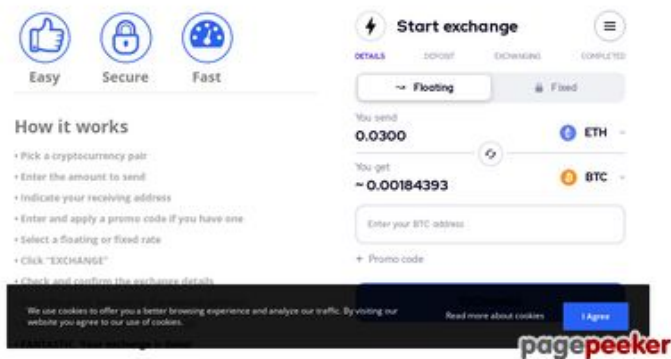 Easy Secure Fast
How it works
• Pick a cryptocurrency pair
• Enter the amount to send
• Indicate your receiving address
• Enter and apply a promo code if you have one
• Select a floating or fixed rate
• Click "EXCHANGE"
• Check and confirm the exchange details
Start exchange
DETAILS DEPOSIT EXCHANGING COMPLETED
Floating Fixed
You send
0.0300 ETH
You get
~ 0.00184393 BTC
Enter your BTC address
+ Promo code
We use cookies to offer you a better browsing experience and analyze our traffic. By visiting our
website you agree to our use of cookies.
Read more about cookies
I Agree
pagepeeker